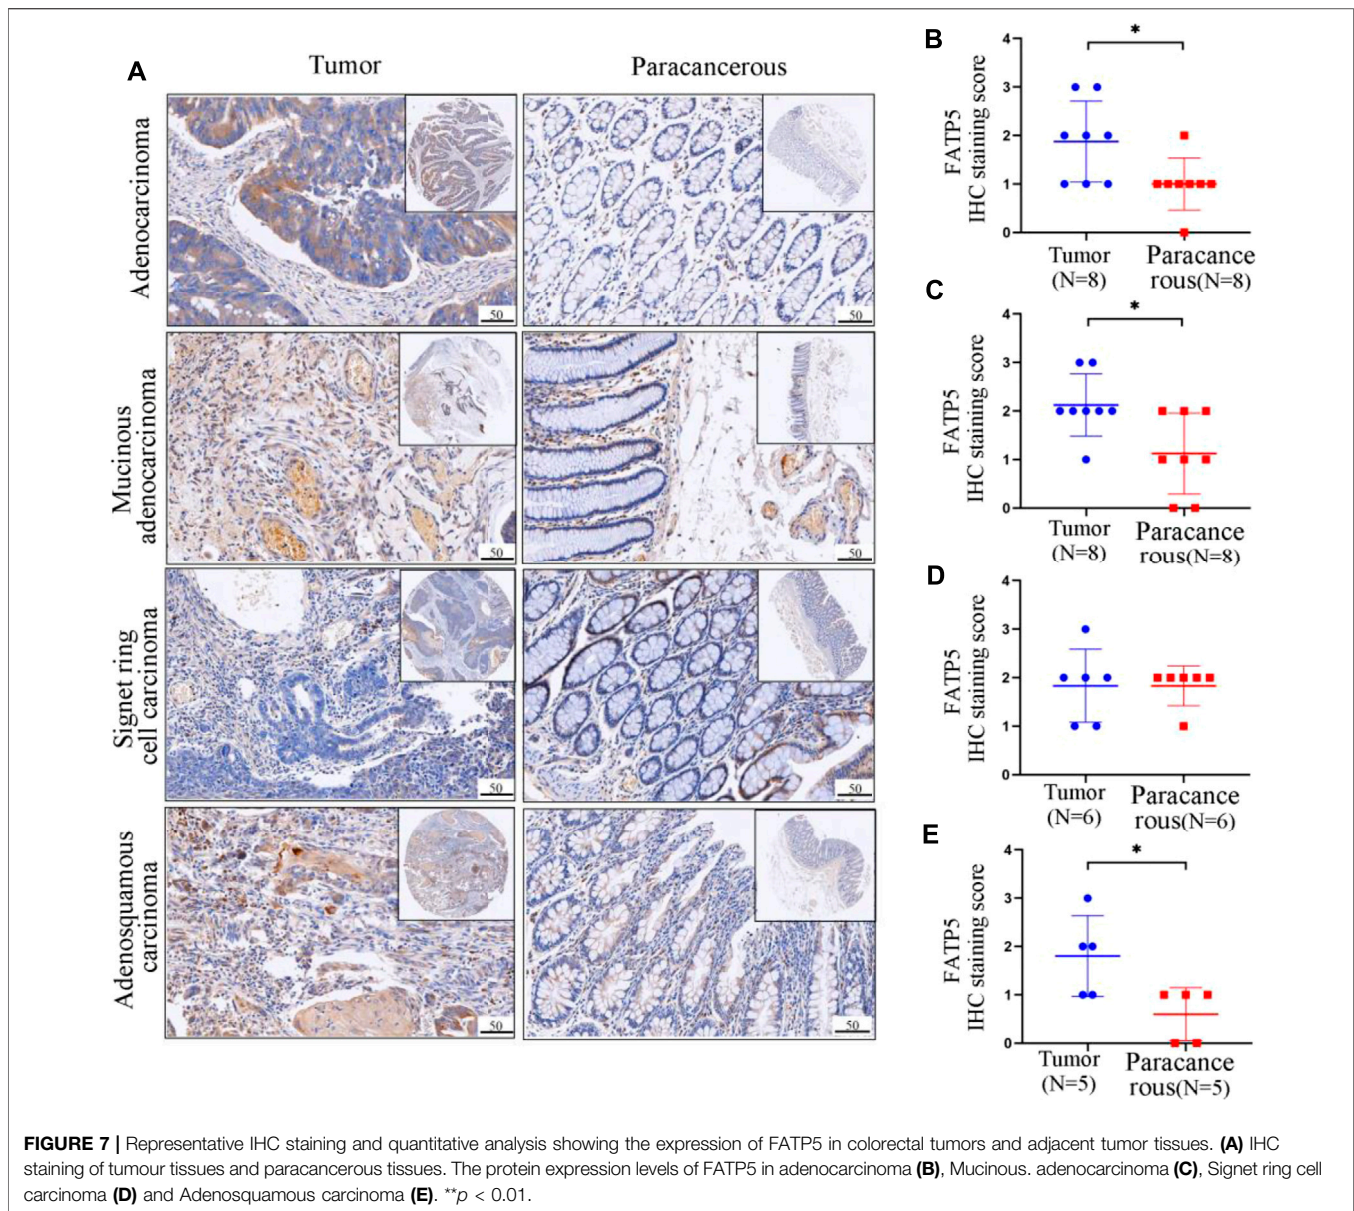 A
Tumor
Paracancerous
Adenocarcinoma
50
50
Mucinous
adenocarcinoma
50
50
Signet ring
cell carcinoma
50
50
Adenosquamous
carcinoma
50
50
B
FATP5
IHC staining score
4
3
2
1
0
*
Tumor
(N=8)
Paracance
rous(N=8)
C
FATP5
IHC staining score
4
3
2
1
0
*
Tumor
(N=8)
Paracance
rous(N=8)
D
FATP5
IHC staining score
4
3
2
1
0
Tumor
(N=6)
Paracance
rous(N=6)
E
FATP5
IHC staining score
4
3
2
1
0
*
Tumor
(N=5)
Paracance
rous(N=5)
FIGURE 7 | Representative IHC staining and quantitative analysis showing the expression of FATP5 in colorectal tumors and adjacent tumor tissues. (A) IHC
staining of tumour tissues and paracancerous tissues. The protein expression levels of FATP5 in adenocarcinoma (B), Mucinous. adenocarcinoma (C), Signet ring cell
carcinoma (D) and Adenosquamous carcinoma (E). **p < 0.01.